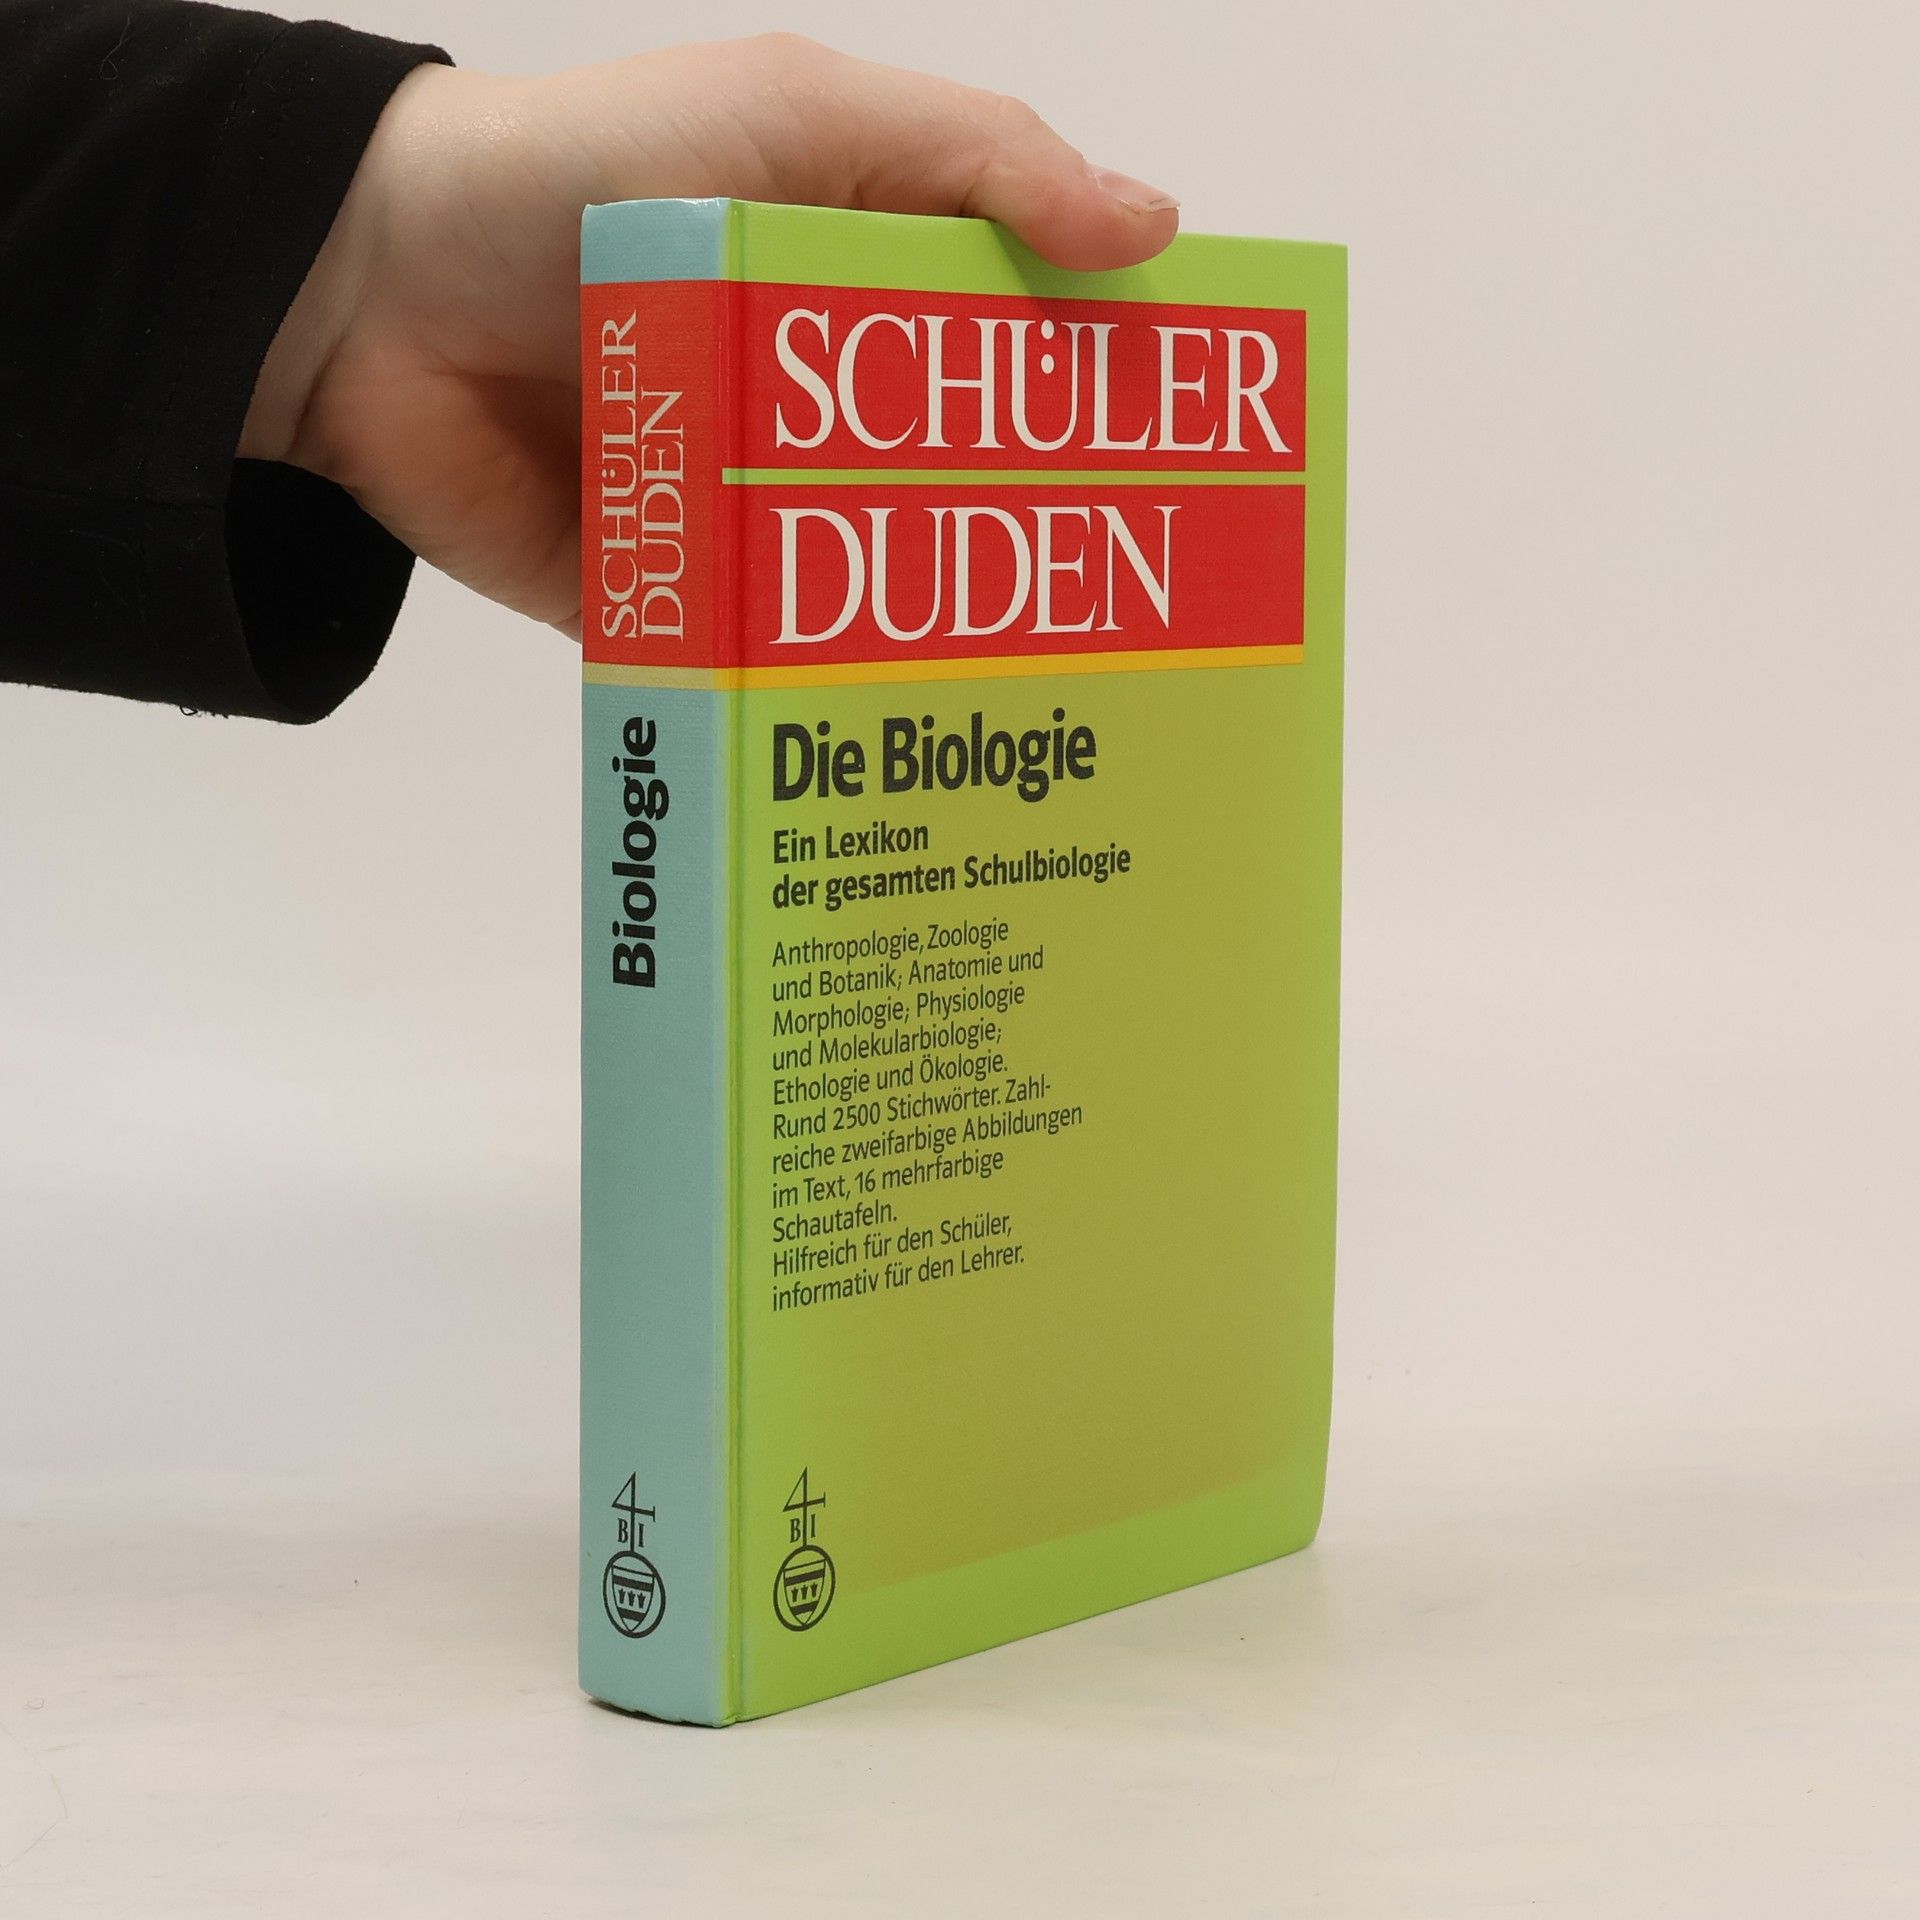 SCHÜLER
DUDEN
Biologie
4
B I
SCHÜLER
DUDEN
Die Biologie
Ein Lexikon
der gesamten Schulbiologie
Anthropologie, Zoologie
und Botanik; Anatomie und
Morphologie; Physiologie
und Molekularbiologie;
Ethologie und Ökologie.
Rund 2500 Stichwörter. Zahl-
reiche zweifarbige Abbildungen
im Text, 16 mehrfarbige
Schautafeln.
Hilfreich für den Schüler,
informativ für den Lehrer.
4
B I